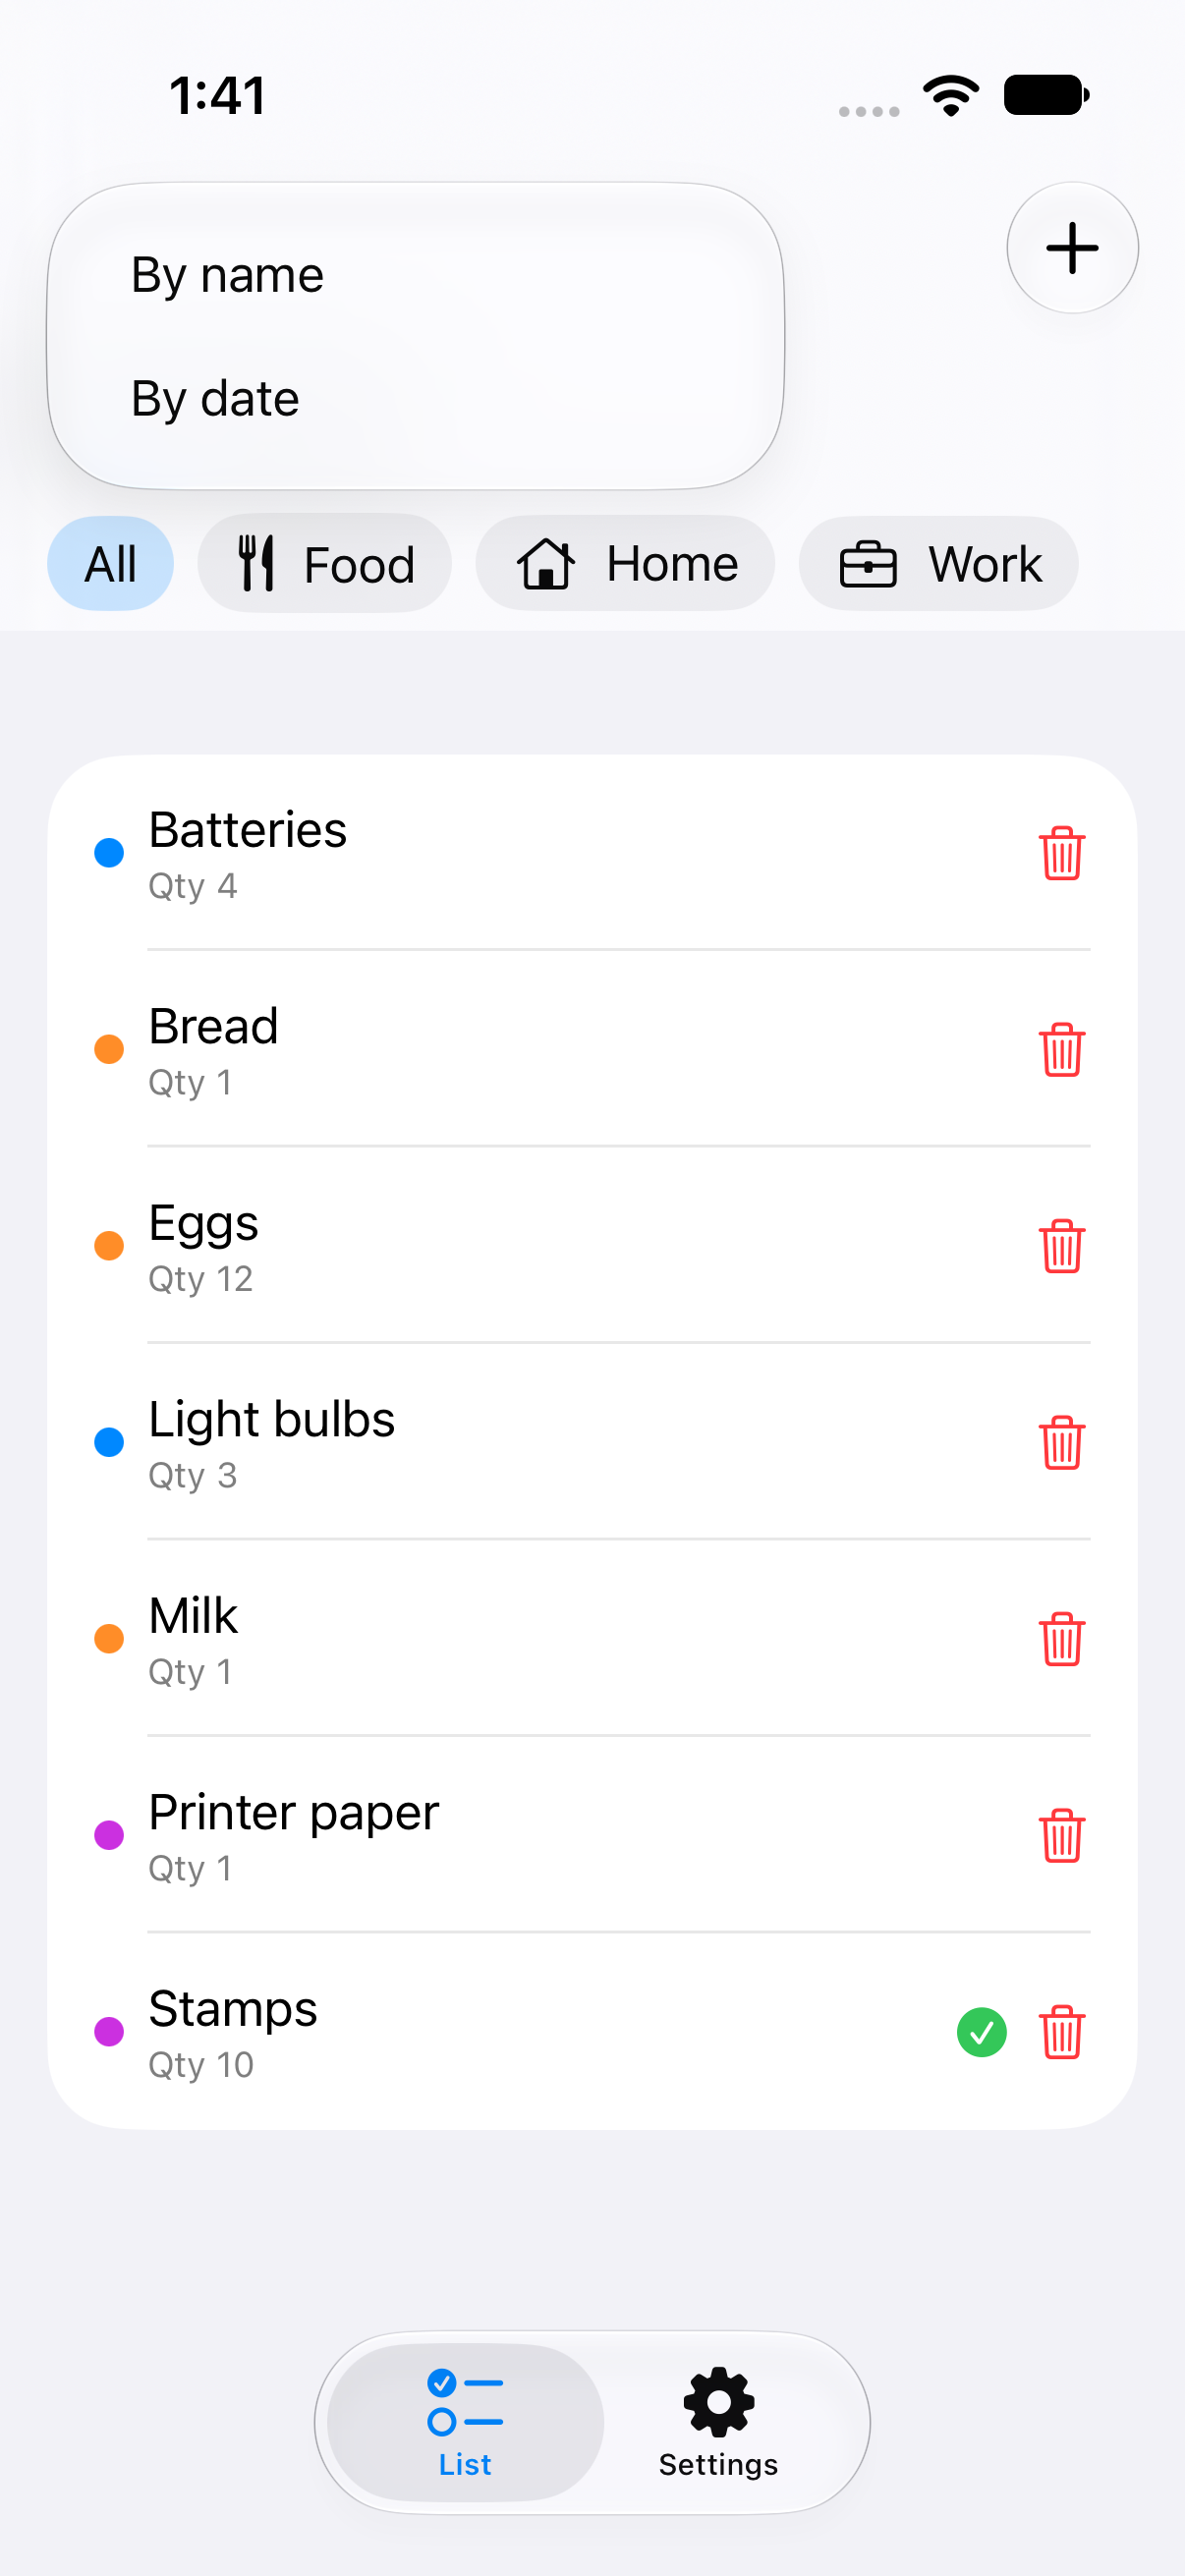 1:41
By name
By date
All
Food
Home
Work
Batteries
Qty 4
Bread
Qty 1
Eggs
Qty 12
Light bulbs
Qty 3
Milk
Qty 1
Printer paper
Qty 1
Stamps
Qty 10
List
Settings